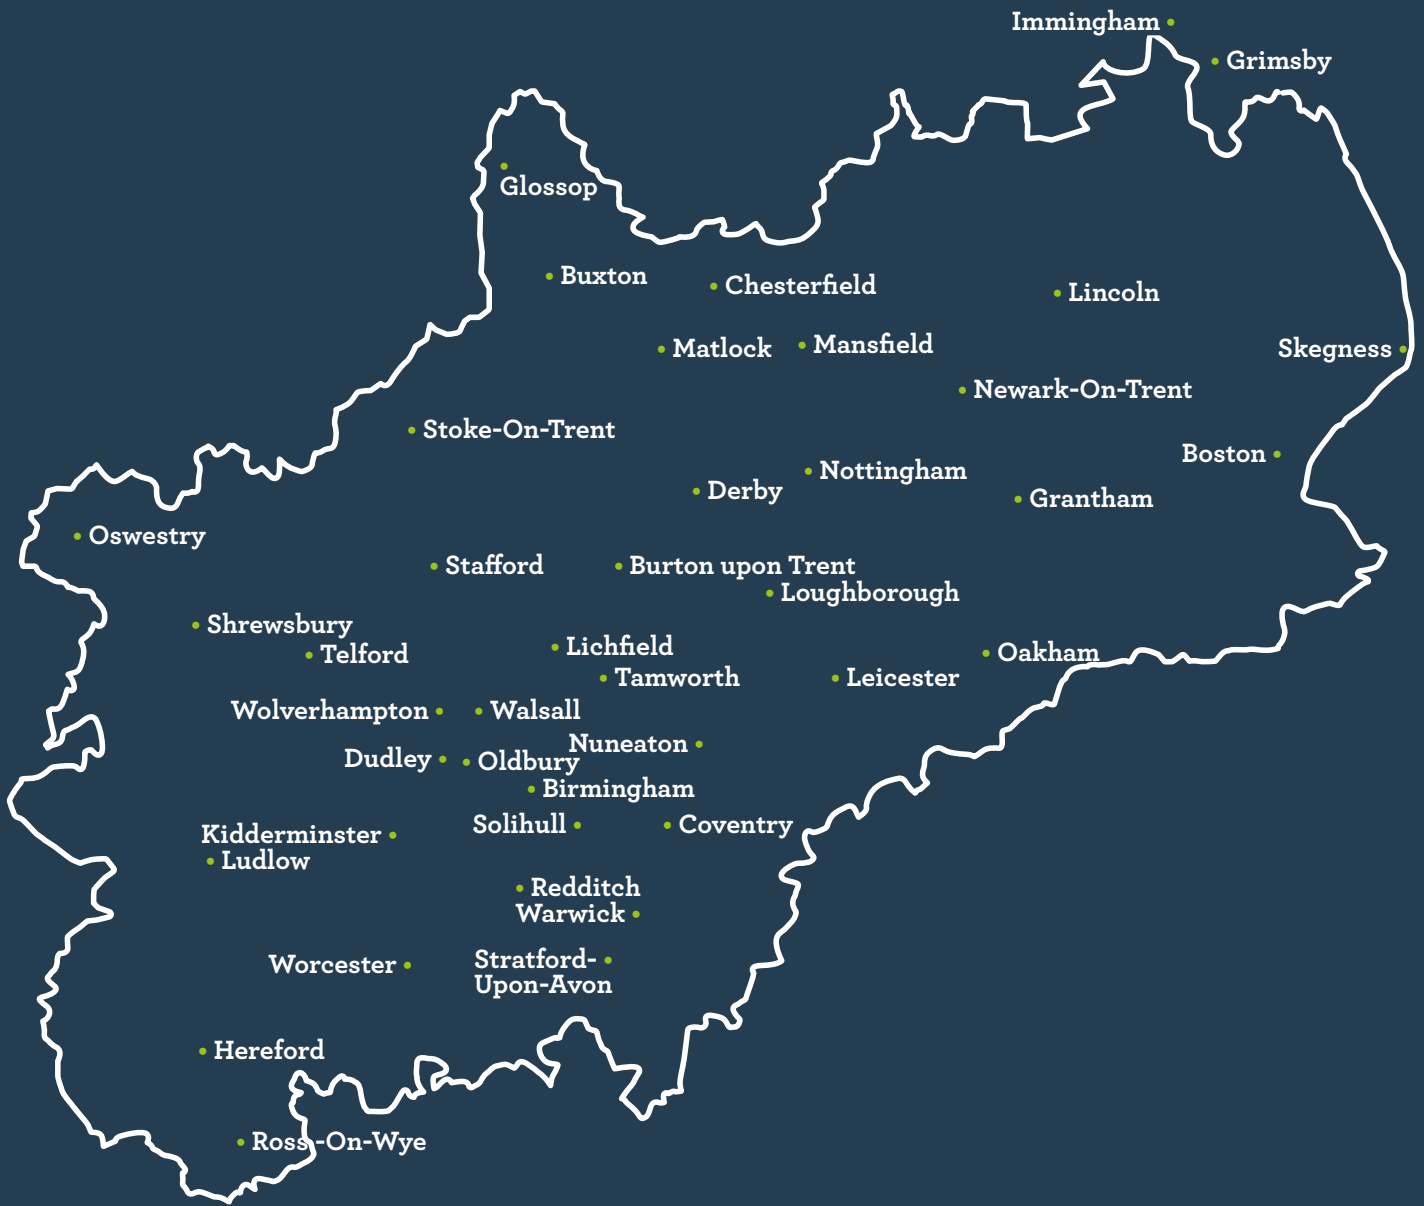 Immingham
Grimsby
Glossop
Buxton
Chesterfield
Lincoln
Matlock
Mansfield
Skegness
Newark-On-Trent
Stoke-On-Trent
Boston
Nottingham
Derby
Grantham
Oswestry
Stafford
Burton upon Trent
Loughborough
Shrewsbury
Telford
Lichfield
Oakham
Tamworth
Leicester
Wolverhampton
Walsall
Nuneaton
Dudley
Oldbury
Birmingham
Solihull
Coventry
Kidderminster
Ludlow
Redditch
Warwick
Worcester
Stratford-
Upon-Avon
Hereford
Ross-On-Wye